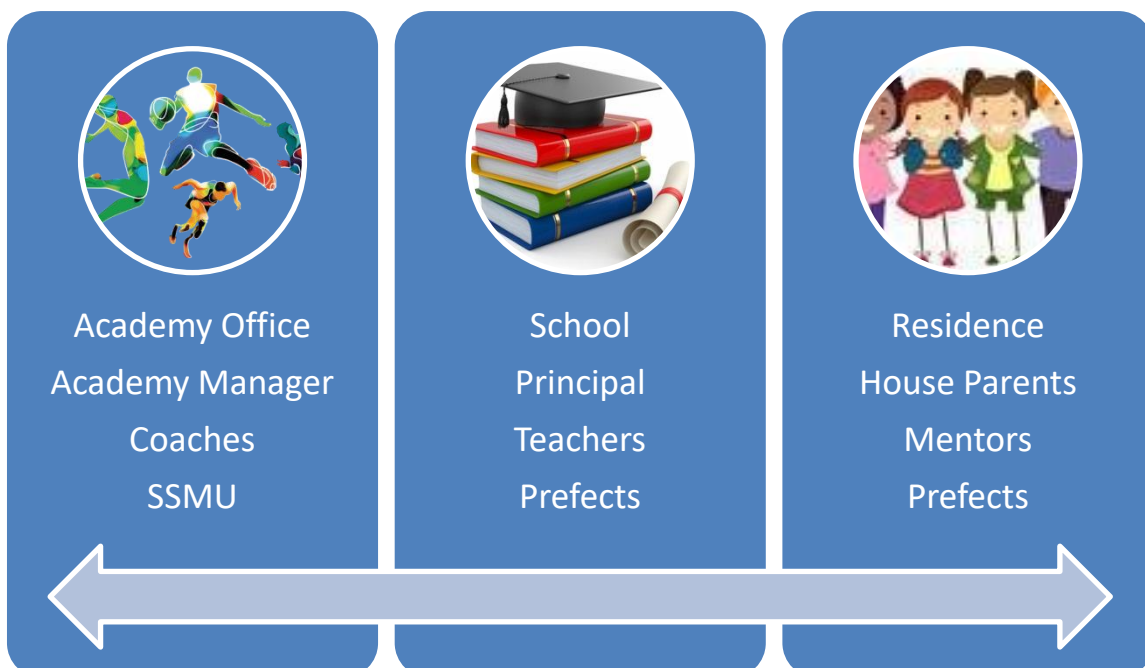 Academy Office
Academy Manager
Coaches
SSMU
School
Principal
Teachers
Prefects
Residence
House Parents
Mentors
Prefects